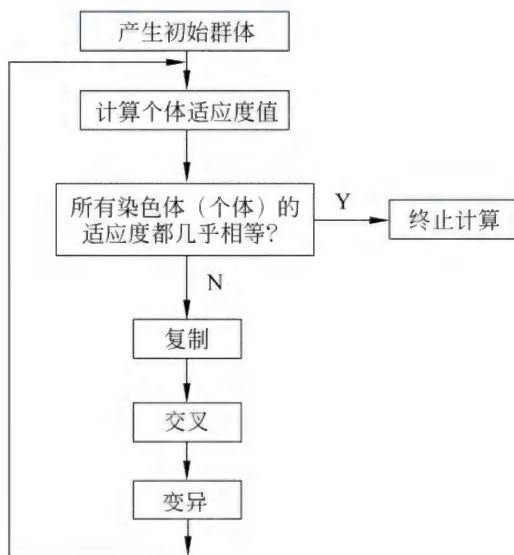 产生初始群体
计算个体适应度值
所有染色体（个体）的
适应度都几乎相等?
Y
终止计算
N
复制
交叉
变异